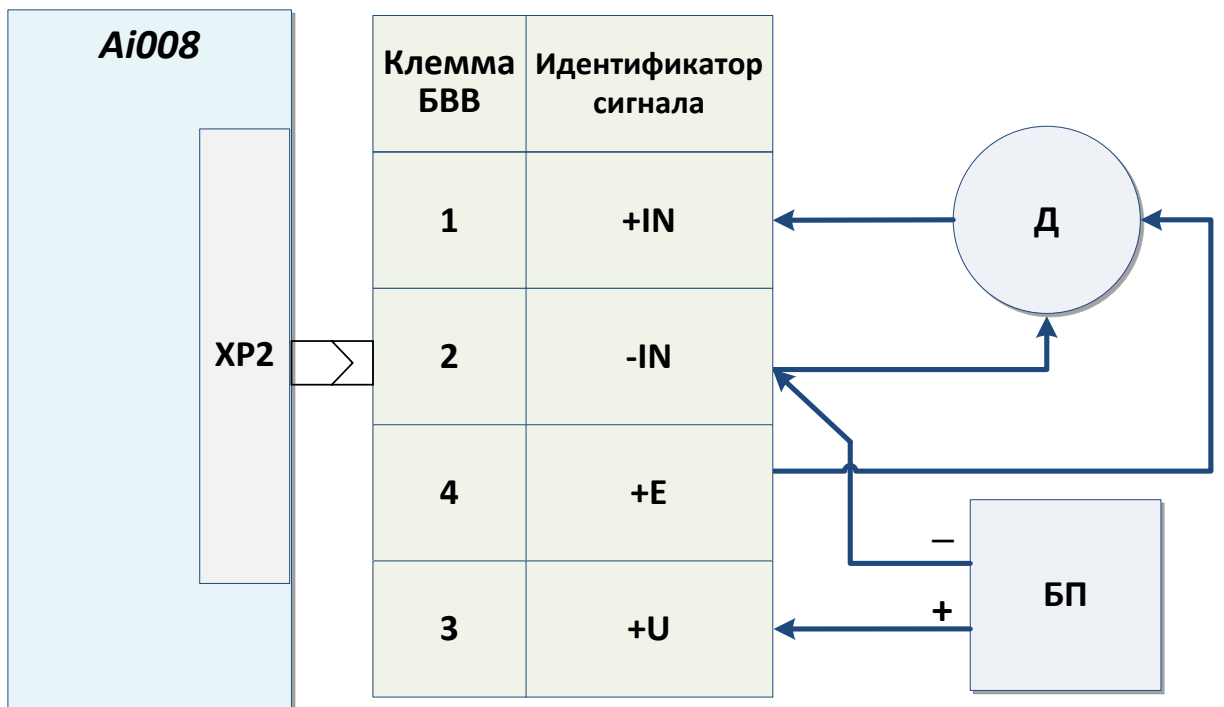 Ai008
XP2
Клемма БВВ
Идентификатор сигнала
1 +IN
2 -IN
4 +E
3 +U
Д
–
+
БП